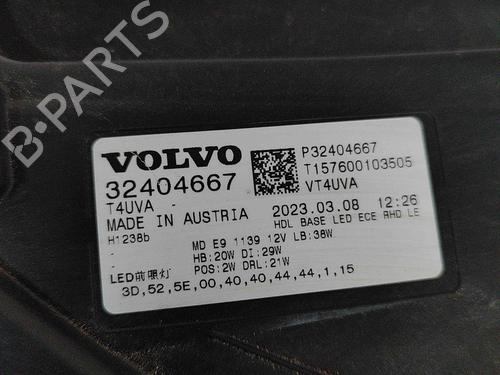 VOLVO
32404667
T4UVA
MADE IN AUSTRIA
H1238b
P32404667
T157600103505
VT4UVA
2023.03.08 12:26
HDL BASE LED ECE RHD LE
MD E9 1139 12V LB:38W
HB:20W DI:29W
POS:2W DRL:21W
LED前照灯
3D,52,5E,00,40,40,44,44,1,15
B-PARTS